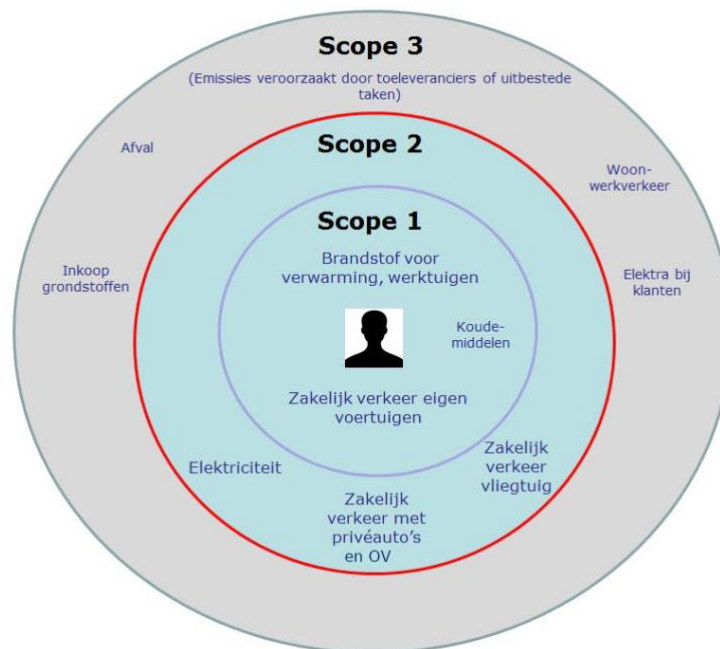 Scope 3
(Emissies veroorzaakt door toeleveranciers of uitbestede
taken)
Afval
Scope 2
Woon-
werkverkeer
Scope 1
Brandstof voor
verwarming, werktuigen
Inkoop
grondstoffen
Elektra bij
klanten
Koude-
middelen
Zakelijk verkeer eigen
voertuigen
Elektriciteit
Zakelijk
verkeer
vliegtuig
Zakelijk
verkeer met
privéauto's
en OV